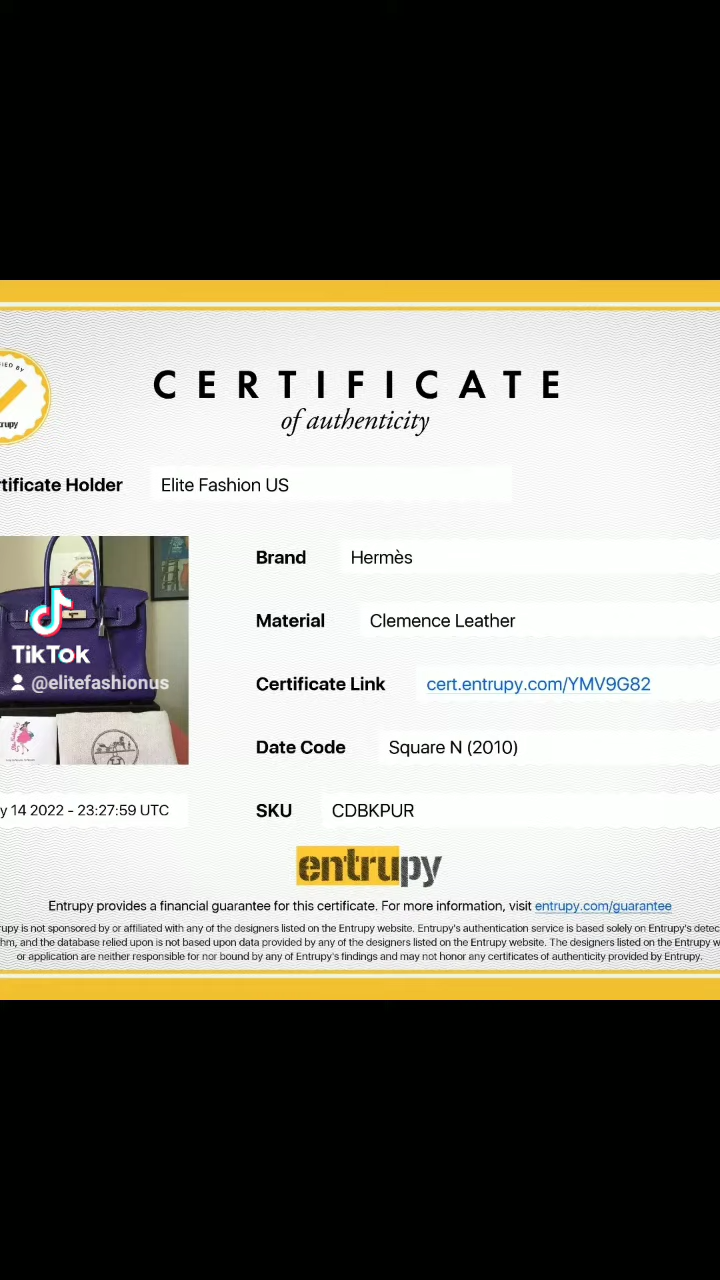 FIED BY
CERTIFICATE
of authenticity
rupy
rtificate Holder Elite Fashion US
Brand Hermès
Material Clemence Leather
TikTok
@elitefashionus
Certificate Link cert.entrupy.com/YMV9G82
Date Code Square N (2010)
y 14 2022 - 23:27:59 UTC
SKU CDBKPUR
entrupy
Entrupy provides a financial guarantee for this certificate. For more information, visit entrupy.com/guarantee
rupy is not sponsored by or affiliated with any of the designers listed on the Entrupy website. Entrupy's authentication service is based solely on Entrupy's detec
hm, and the database relied upon is not based upon data provided by any of the designers listed on the Entrupy website. The designers listed on the Entrupy w
or application are neither responsible for nor bound by any of Entrupy's findings and may not honor any certificates of authenticity provided by Entrupy.